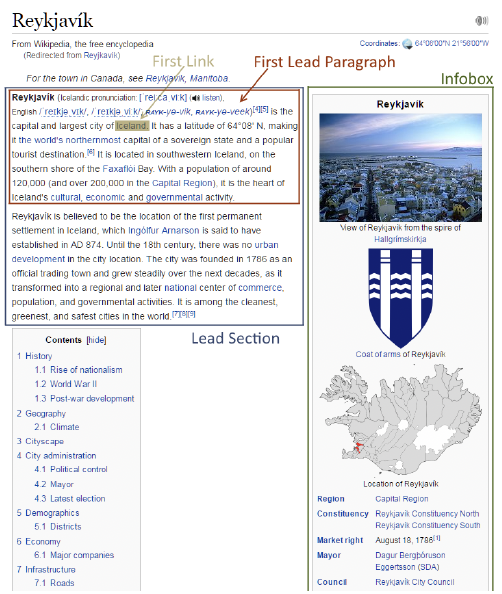 Reykjavík
From Wikipedia, the free encyclopedia
(Redirected from Reyjkavik)
Coordinates: 64°08′00″N 21°56′00″W
First Link
First Lead Paragraph
Infobox
For the town in Canada, see Reykjavik, Manitoba.
Reykjavík (Icelandic pronunciation: [ˈreiːcaˌviːk] (listen),
English /ˈreɪkjəˌvɪk/, /ˈreɪkjəˌviːk/, RAYK-yə-vik, RAYK-yə-veek)[4][5] is the
capital and largest city of Iceland. It has a latitude of 64°08' N, making
it the world's northernmost capital of a sovereign state and a popular
tourist destination.[6] It is located in southwestern Iceland, on the
southern shore of the Faxaflói Bay. With a population of around
120,000 (and over 200,000 in the Capital Region), it is the heart of
Iceland's cultural, economic and governmental activity.
Reykjavík is believed to be the location of the first permanent
settlement in Iceland, which Ingólfur Arnarson is said to have
established in AD 874. Until the 18th century, there was no urban
development in the city location. The city was founded in 1786 as an
official trading town and grew steadily over the next decades, as it
transformed into a regional and later national center of commerce,
population, and governmental activities. It is among the cleanest,
greenest, and safest cities in the world.[7][8][9]
Lead Section
Contents [hide]
1 History
1.1 Rise of nationalism
1.2 World War II
1.3 Post-war development
2 Geography
2.1 Climate
3 Cityscape
4 City administration
4.1 Political control
4.2 Mayor
4.3 Latest election
5 Demographics
5.1 Districts
6 Economy
6.1 Major companies
7 Infrastructure
7.1 Roads
Reykjavík
View of Reykjavík from the spire of
Hallgrímskirkja
Coat of arms of Reykjavík
Location of Reykjavík
Region Capital Region
Constituency Reykjavík Constituency North
Reykjavík Constituency South
Market right August 18, 1786[1]
Mayor Dagur Bergþóruson
Eggertsson (SDA)
Council Reykjavík City Council